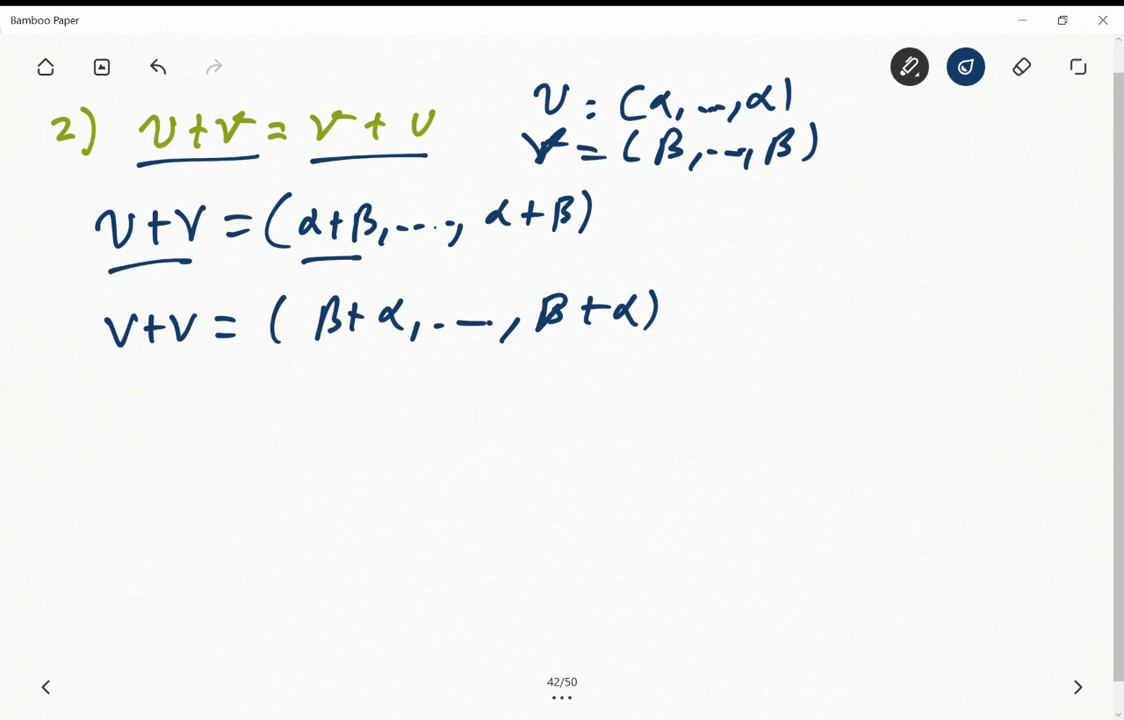 Bamboo Paper
2) υ+v = v+υ
υ = (α, ..., α)
v = (β, ..., β)
υ+v = (α+β, ..., α+β)
v+v = (β+α, ..., β+α)
42/50